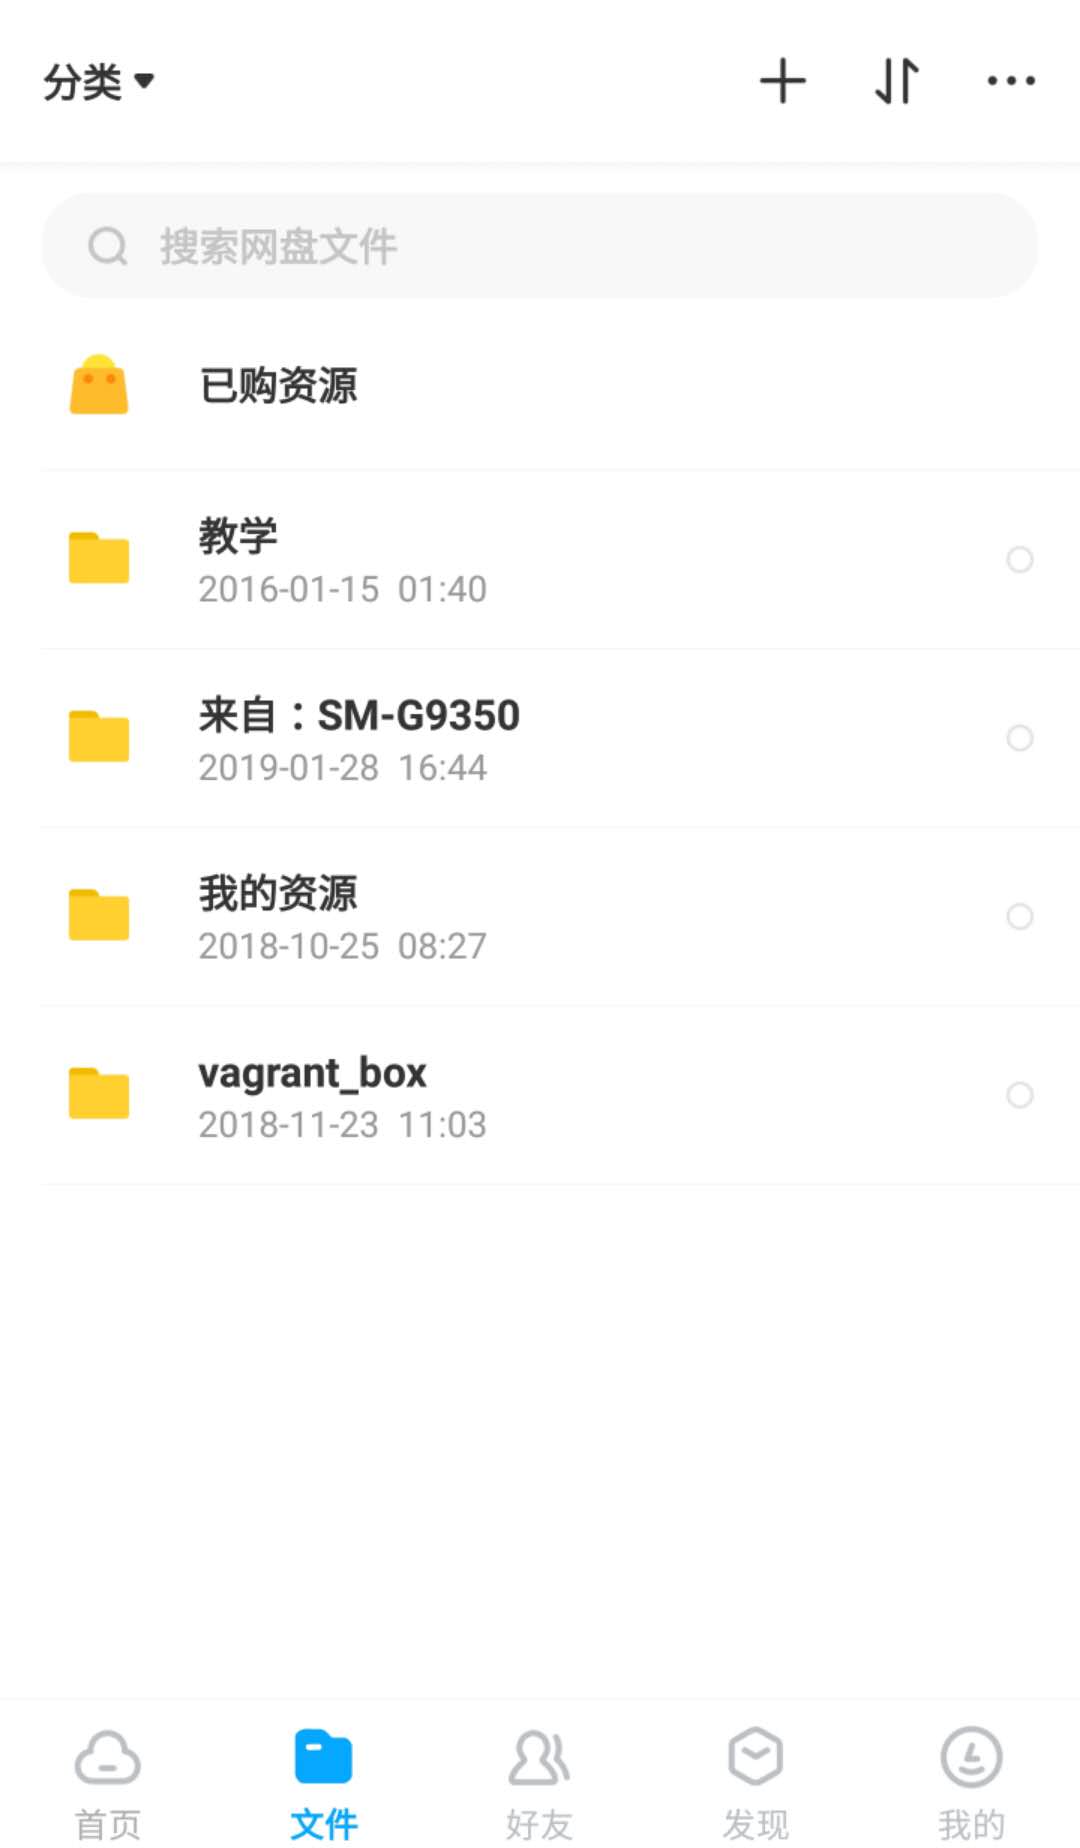 分类
搜索网盘文件
已购资源
教学
2016-01-15 01:40
来自：SM-G9350
2019-01-28 16:44
我的资源
2018-10-25 08:27
vagrant_box
2018-11-23 11:03
首页 文件 好友 发现 我的